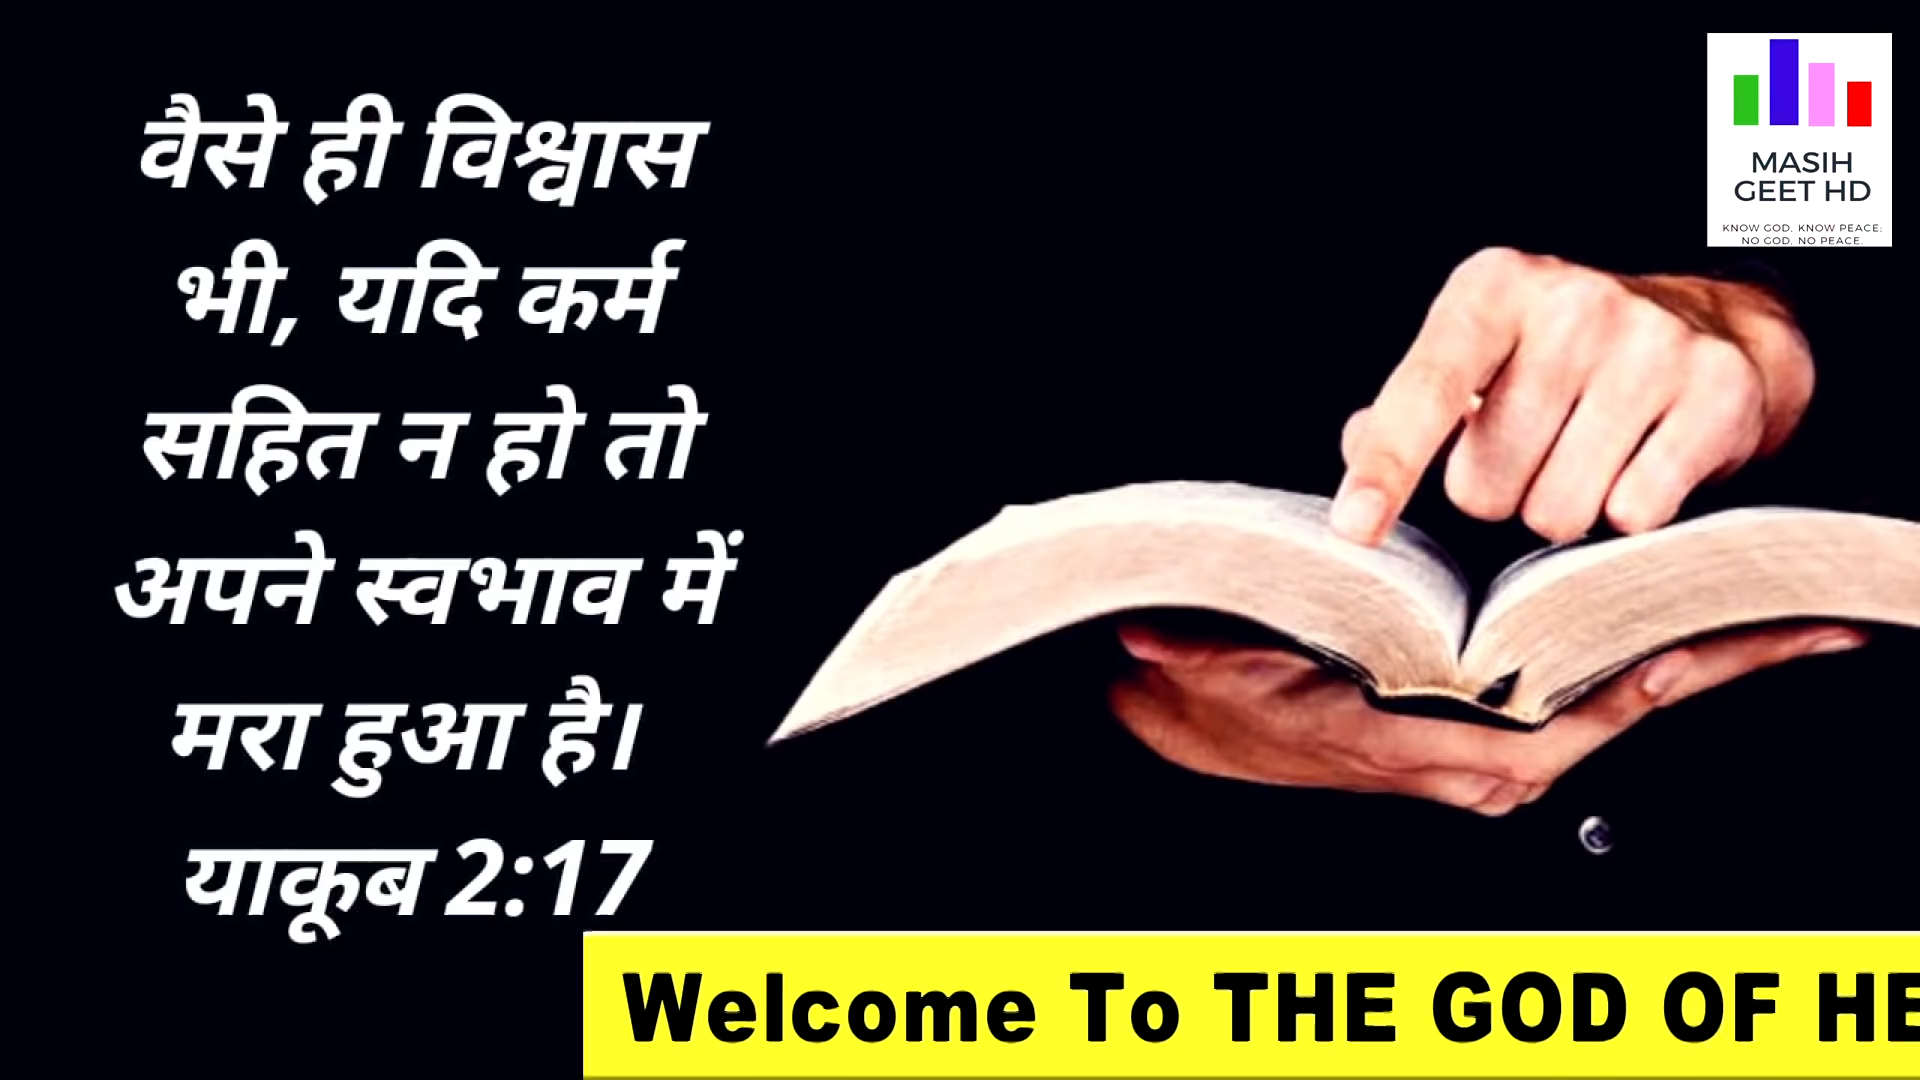 वैसे ही विश्वास
भी, यदि कर्म
सहित न हो तो
अपने स्वभाव में
मरा हुआ है।
याकूब 2:17
MASIH
GEET HD
KNOW GOD. KNOW PEACE;
NO GOD. NO PEACE.
Welcome To THE GOD OF HE